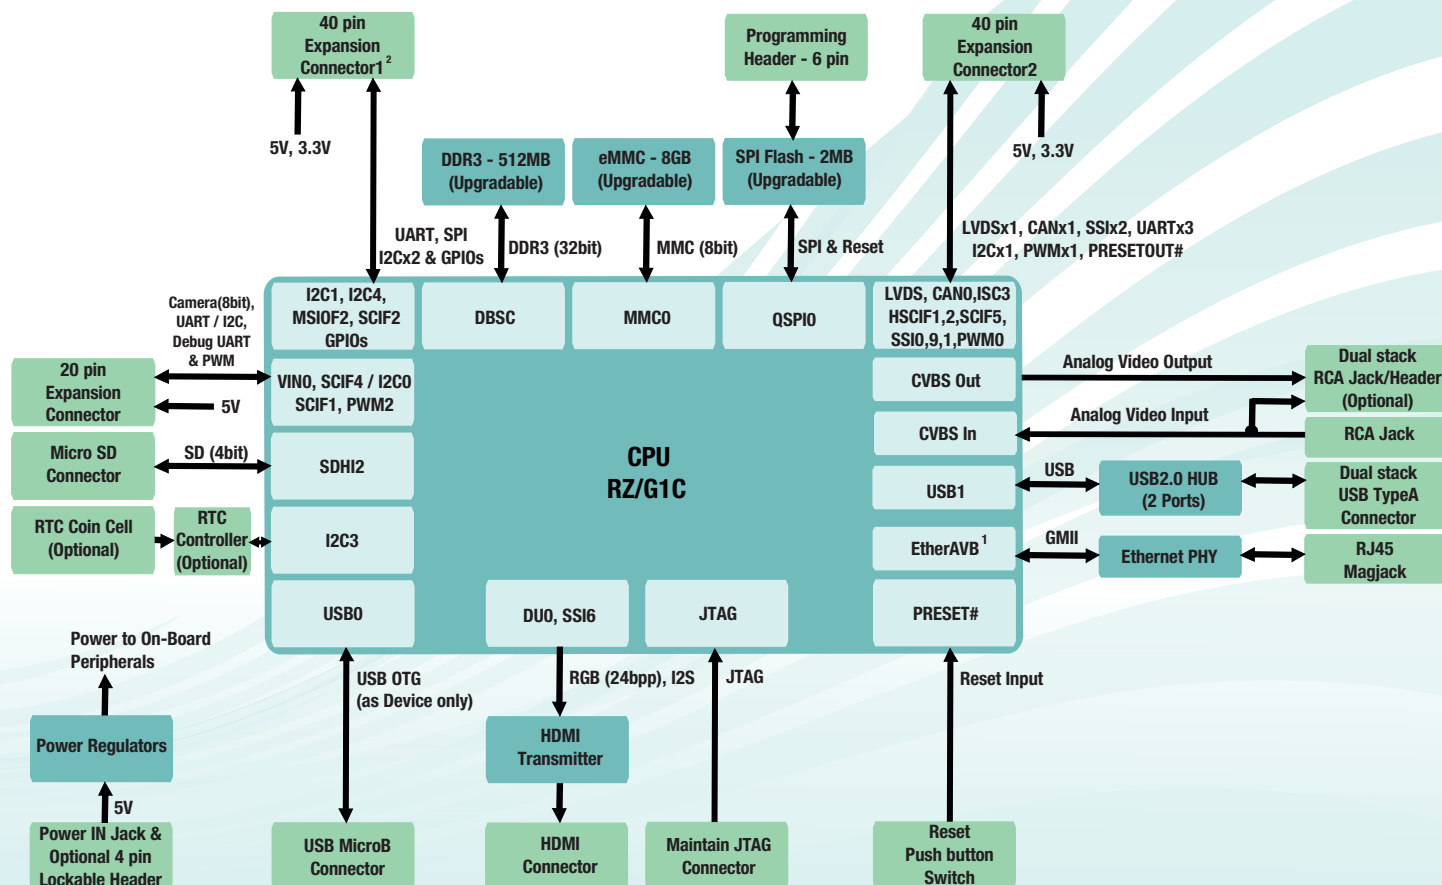 40 pin
Expansion
Connector1 2
Programming
Header - 6 pin
40 pin
Expansion
Connector2
5V, 3.3V
5V, 3.3V
DDR3 - 512MB
(Upgradable)
eMMC - 8GB
(Upgradable)
SPI Flash - 2MB
(Upgradable)
UART, SPI
I2Cx2 & GPIOs
DDR3 (32bit)
MMC (8bit)
SPI & Reset
LVDSx1, CANx1, SSIx2, UARTx3
I2Cx1, PWMx1, PRESETOUT#
I2C1, I2C4,
MSIOF2, SCIF2
GPIOs
DBSC
MMC0
QSPI0
LVDS, CAN0,ISC3
HSCIF1,2,SCIF5,
SSI0,9,1,PWM0
Camera(8bit),
UART / I2C,
Debug UART
& PWM
20 pin
Expansion
Connector
5V
VIN0, SCIF4 / I2C0
SCIF1, PWM2
CVBS Out
Analog Video Output
Dual stack
RCA Jack/Header
(Optional)
CVBS In
Analog Video Input
RCA Jack
Micro SD
Connector
SD (4bit)
SDHI2
CPU
RZ/G1C
USB1
USB
USB2.0 HUB
(2 Ports)
Dual stack
USB TypeA
Connector
RTC Coin Cell
(Optional)
RTC
Controller
(Optional)
I2C3
EtherAVB 1
GMII
Ethernet PHY
RJ45
Magjack
USB0
DU0, SSI6
JTAG
PRESET#
Power to On-Board
Peripherals
USB OTG
(as Device only)
RGB (24bpp), I2S
JTAG
Reset Input
Power Regulators
HDMI
Transmitter
5V
Power IN Jack &
Optional 4 pin
Lockable Header
USB MicroB
Connector
HDMI
Connector
Maintain JTAG
Connector
Reset
Push button
Switch